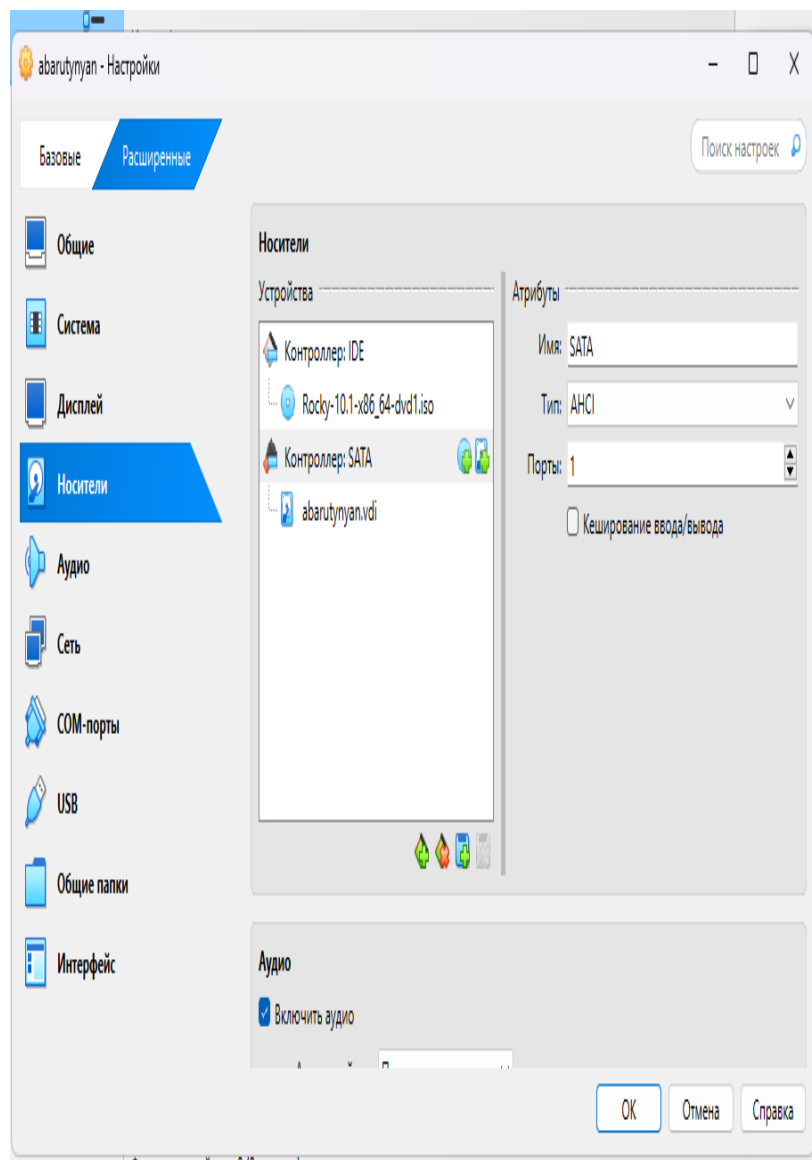 abarutynyan - Настройки
Базовые
Расширенные
Поиск настроек
Общие
Система
Дисплей
Носители
Аудио
Сеть
COM-порты
USB
Общие папки
Интерфейс
Носители
Устройства
Контроллер: IDE
Rocky-10.1-x86_64-dvd1.iso
Контроллер: SATA
abarutynyan.vdi
Атрибуты
Имя: SATA
Тип: AHCI
Порты: 1
Кеширование ввода/вывода
Аудио
Включить аудио
OK
Отмена
Справка